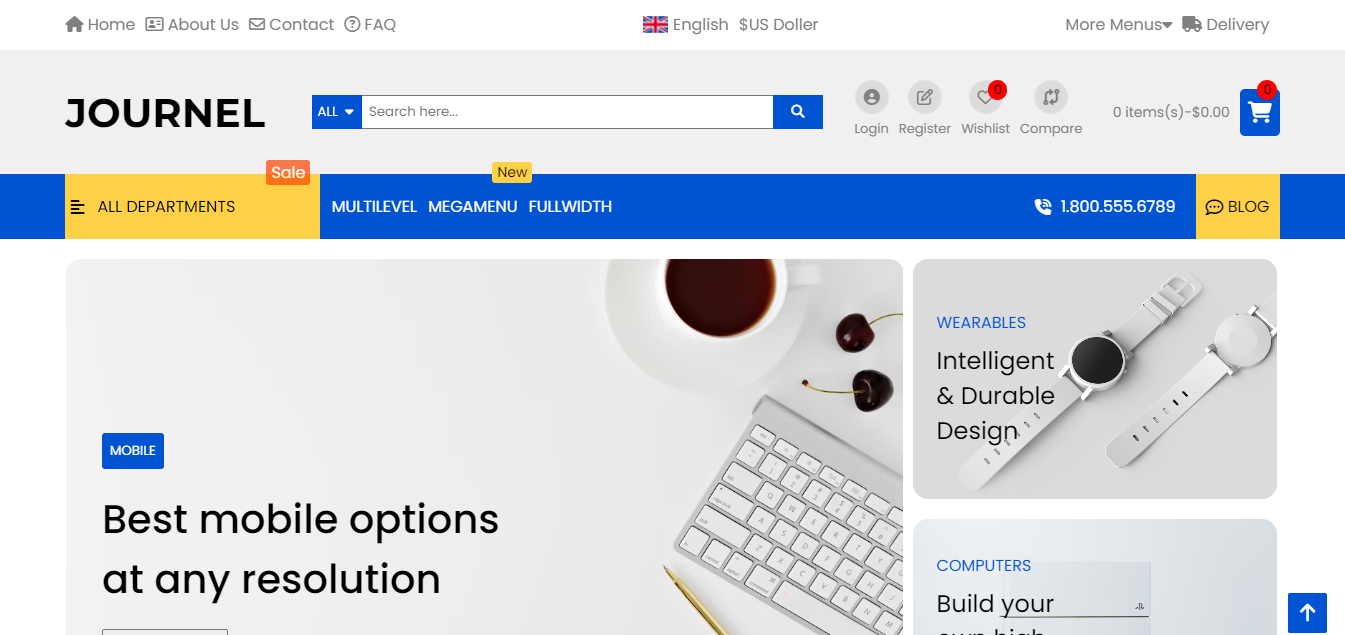 Home About Us Contact FAQ
English $US Doller
More Menus Delivery
JOURNEL
ALL Search here...
Login Register Wishlist Compare
0
0 items(s)-$0.00
0
Sale
New
ALL DEPARTMENTS
MULTILEVEL MEGAMENU FULLWIDTH
1.800.555.6789
BLOG
MOBILE
Best mobile options
at any resolution
WEARABLES
Intelligent
& Durable
Design
COMPUTERS
Build your
own high